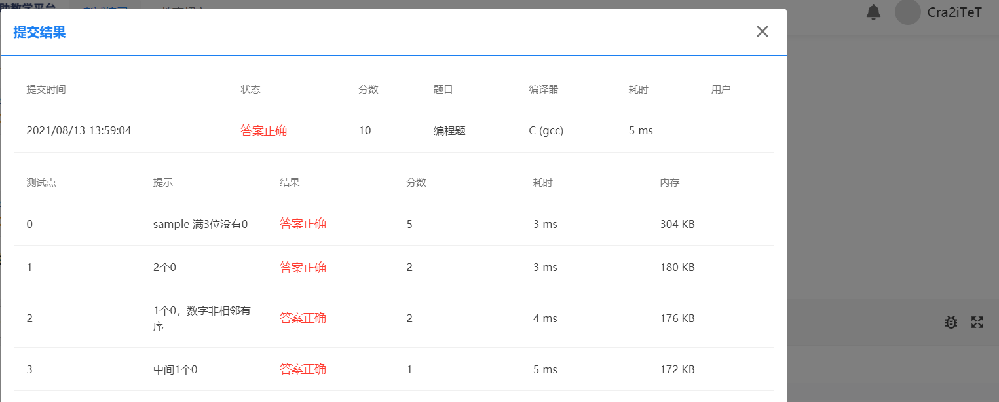 助教学平台
Cra2iTeT
提交结果
提交时间 状态 分数 题目 编译器 耗时 用户
2021/08/13 13:59:04 答案正确 10 编程题 C (gcc) 5 ms
测试点 提示 结果 分数 耗时 内存
0 sample 满3位没有0 答案正确 5 3 ms 304 KB
1 2个0 答案正确 2 3 ms 180 KB
2 1个0，数字非相邻有 答案正确 2 4 ms 176 KB
序
3 中间1个0 答案正确 1 5 ms 172 KB